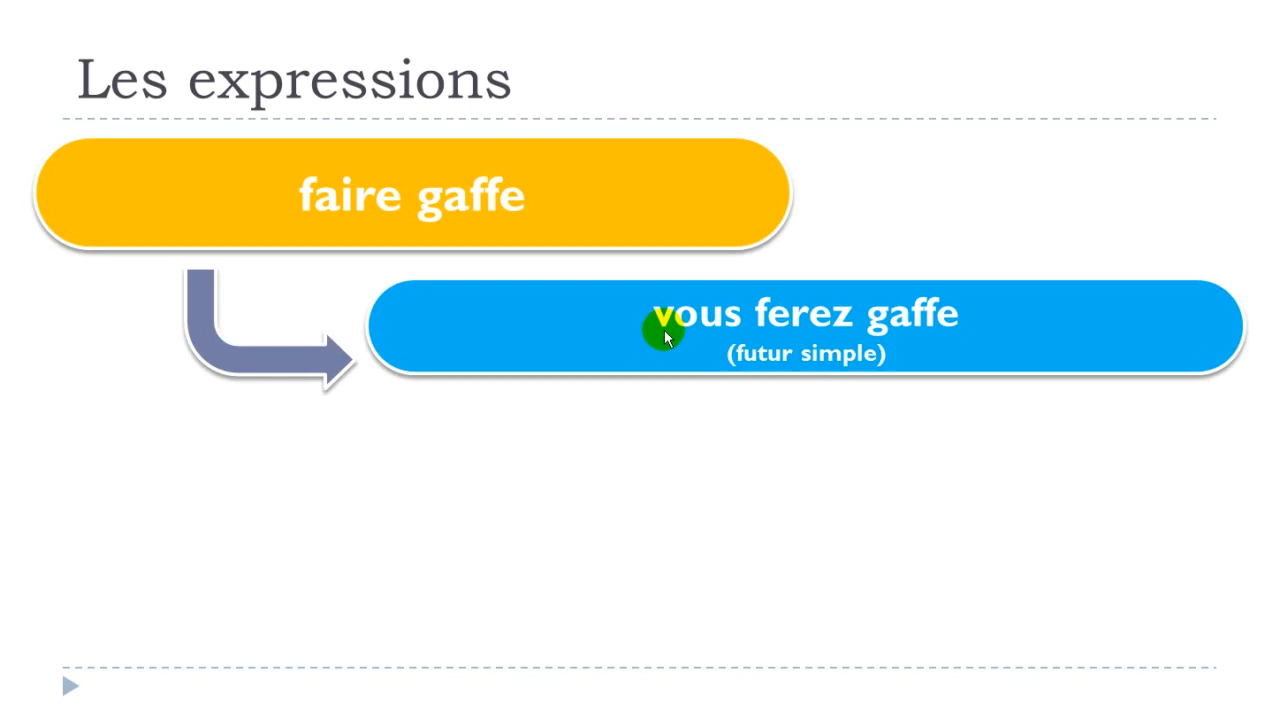 Les expressions
faire gaffe
vous ferez gaffe
(futur simple)